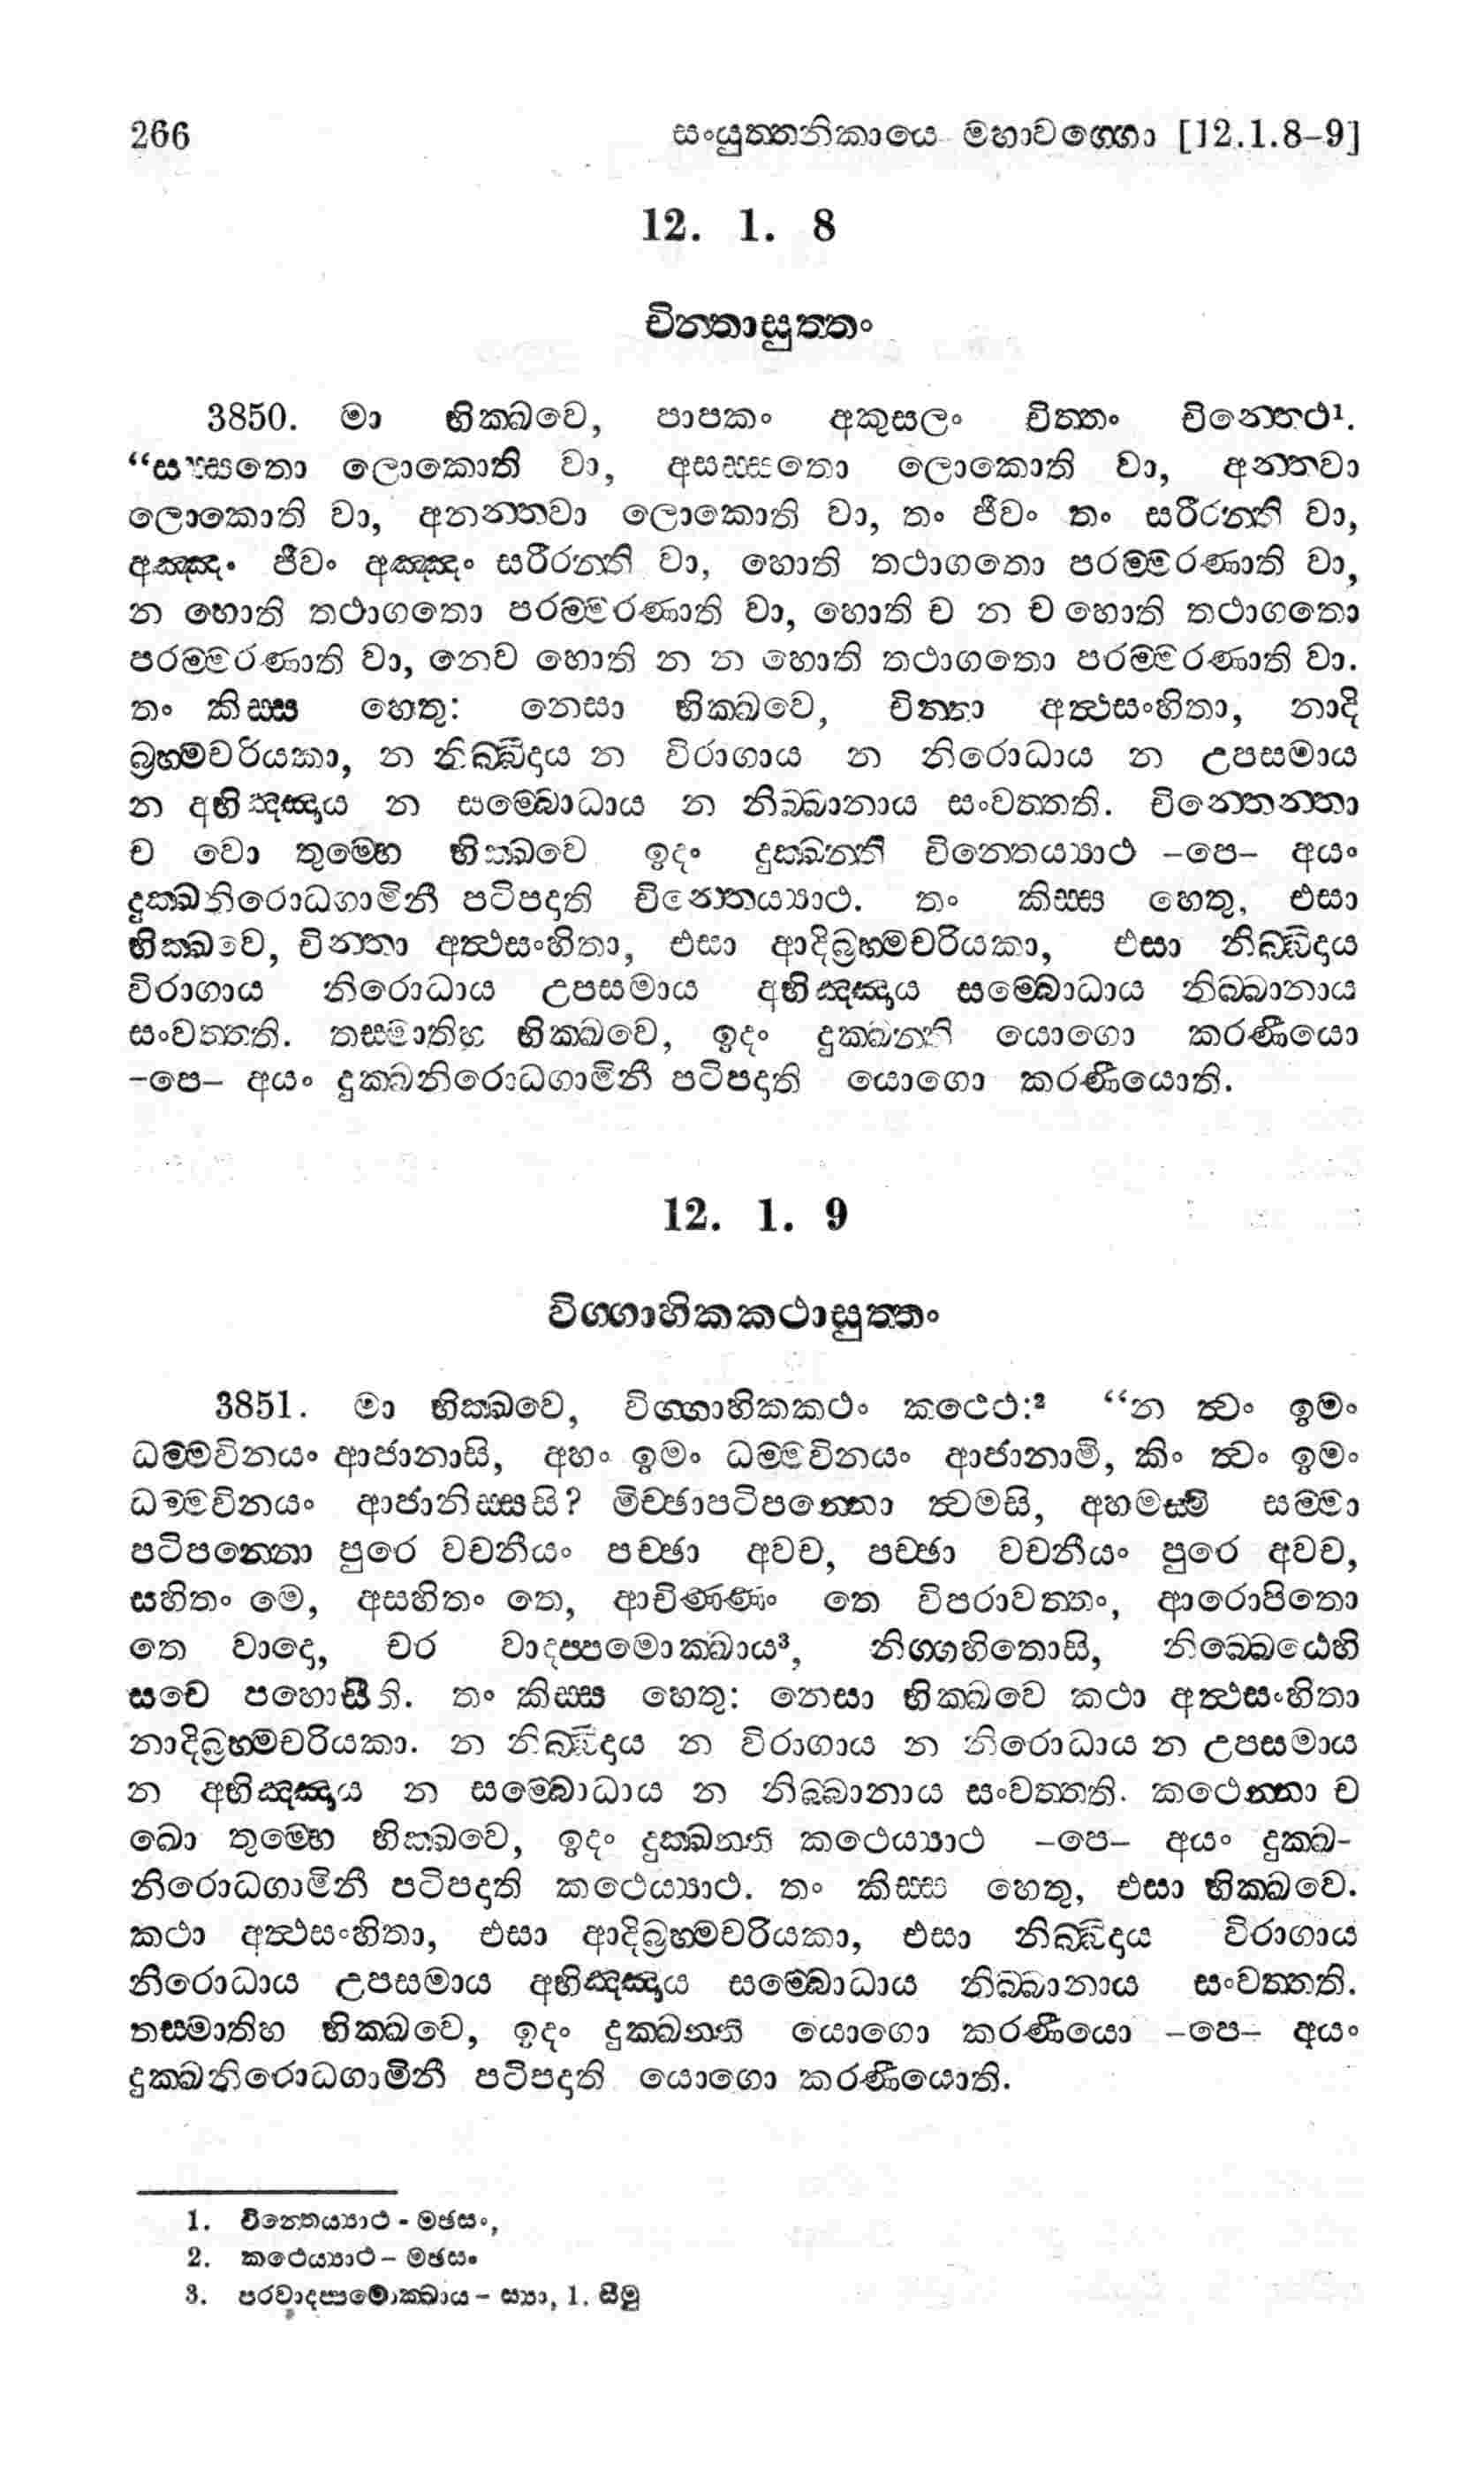 266 සංයුත්තනිකායෙ මහාවග්ගො [12.1.8–9]
12. 1. 8
චින්තාසුත්තං
3850. මා භික්ඛවෙ, පාපකං අකුසලං චිත්තං චින්තෙථ¹.
“සස්සතො ලොකොති වා, අසස්සතො ලොකොති වා, අන්තවා
ලොකොති වා, අනන්තවා ලොකොති වා, තං ජීවං තං සරීරන්ති වා,
අඤ්ඤං ජීවං අඤ්ඤං සරීරන්ති වා, හොති තථාගතො පරම්මරණාති වා,
න හොති තථාගතො පරම්මරණාති වා, හොති ච න ච හොති තථාගතො
පරම්මරණාති වා, නෙව හොති න න හොති තථාගතො පරම්මරණාති වා.
තං කිස්ස හෙතු: නෙසා භික්ඛවෙ, චින්තා අත්ථසංහිතා, නාදි
බ්‍රහ්මචරියකා, න නිබ්බිදාය න විරාගාය න නිරොධාය න උපසමාය
න අභිඤ්ඤාය න සම්බොධාය න නිබ්බානාය සංවත්තති. චින්තෙන්තා
ච වො තුම්හෙ භික්ඛවෙ ඉදං දුක්ඛන්ති චින්තෙය්‍යාථ –පෙ– අයං
දුක්ඛනිරොධගාමිනී පටිපදාති චින්තෙය්‍යාථ. තං කිස්ස හෙතු, එසා
භික්ඛවෙ, චින්තා අත්ථසංහිතා, එසා ආදිබ්‍රහ්මචරියකා, එසා නිබ්බිදාය
විරාගාය නිරොධාය උපසමාය අභිඤ්ඤාය සම්බොධාය නිබ්බානාය
සංවත්තති. තස්මාතිහ භික්ඛවෙ, ඉදං දුක්ඛන්ති යොගො කරණීයො
–පෙ– අයං දුක්ඛනිරොධගාමිනී පටිපදාති යොගො කරණීයොති.
12. 1. 9
විග්ගාහිකකථාසුත්තං
3851. මා භික්ඛවෙ, විග්ගාහිකකථං කථෙථ:² “න ත්වං ඉමං
ධම්මවිනයං ආජානාසි, අහං ඉමං ධම්මවිනයං ආජානාමි, කිං ත්වං ඉමං
ධම්මවිනයං ආජානිස්සසි? මිච්ඡාපටිපන්නො ත්වමසි, අහමස්මි සම්මා
පටිපන්නො පුරෙ වචනීයං පච්ඡා අවච, පච්ඡා වචනීයං පුරෙ අවච,
සහිතං මෙ, අසහිතං තෙ, ආචිණ්ණං තෙ විපරාවත්තං, ආරොපිතො
තෙ වාදො, චර වාදප්පමොක්ඛාය³, නිග්ගහිතොසි, නිබ්බෙඨෙහි
සචෙ පහොසීති. තං කිස්ස හෙතු: නෙසා භික්ඛවෙ කථා අත්ථසංහිතා
නාදිබ්‍රහ්මචරියකා. න නිබ්බිදාය න විරාගාය න නිරොධාය න උපසමාය
න අභිඤ්ඤාය න සම්බොධාය න නිබ්බානාය සංවත්තති. කථෙන්තා ච
ඛො තුම්හෙ භික්ඛවෙ, ඉදං දුක්ඛන්ති කථෙය්‍යාථ –පෙ– අයං දුක්ඛ-
නිරොධගාමිනී පටිපදාති කථෙය්‍යාථ. තං කිස්ස හෙතු, එසා භික්ඛවෙ.
කථා අත්ථසංහිතා, එසා ආදිබ්‍රහ්මචරියකා, එසා නිබ්බිදාය විරාගාය
නිරොධාය උපසමාය අභිඤ්ඤාය සම්බොධාය නිබ්බානාය සංවත්තති.
තස්මාතිහ භික්ඛවෙ, ඉදං දුක්ඛන්ති යොගො කරණීයො –පෙ– අයං
දුක්ඛනිරොධගාමිනී පටිපදාති යොගො කරණීයොති.
1. චින්තෙය්‍යාථ - මඡසං,
2. කථෙය්‍යාථ – මඡසං
3. පරවාදප්පමොක්ඛාය – ස්‍යා, 1. සීමු